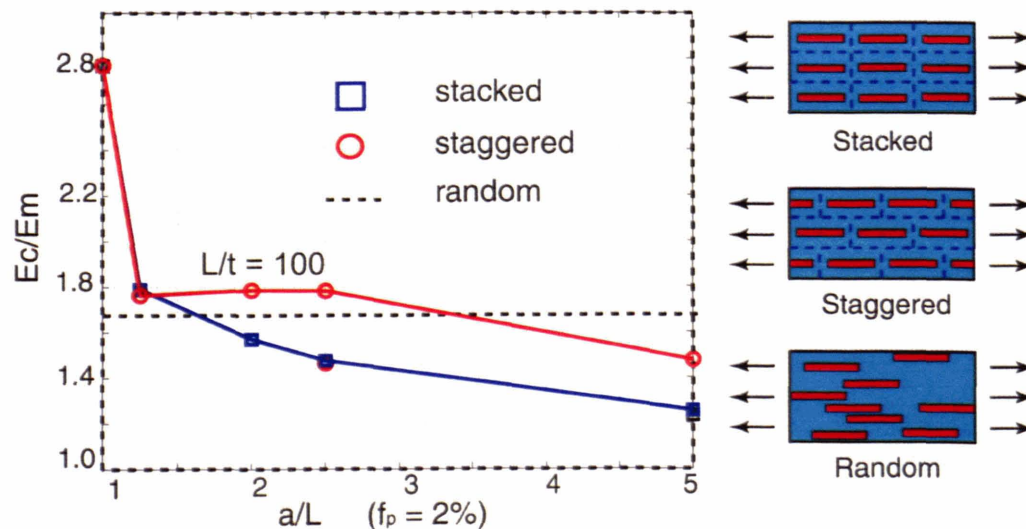 2.8
2.2
1.8
1.4
1.0
Ec/Em
stacked
staggered
random
L/t = 100
1
2
3
4
5
a/L (fp = 2%)
Stacked
Staggered
Random